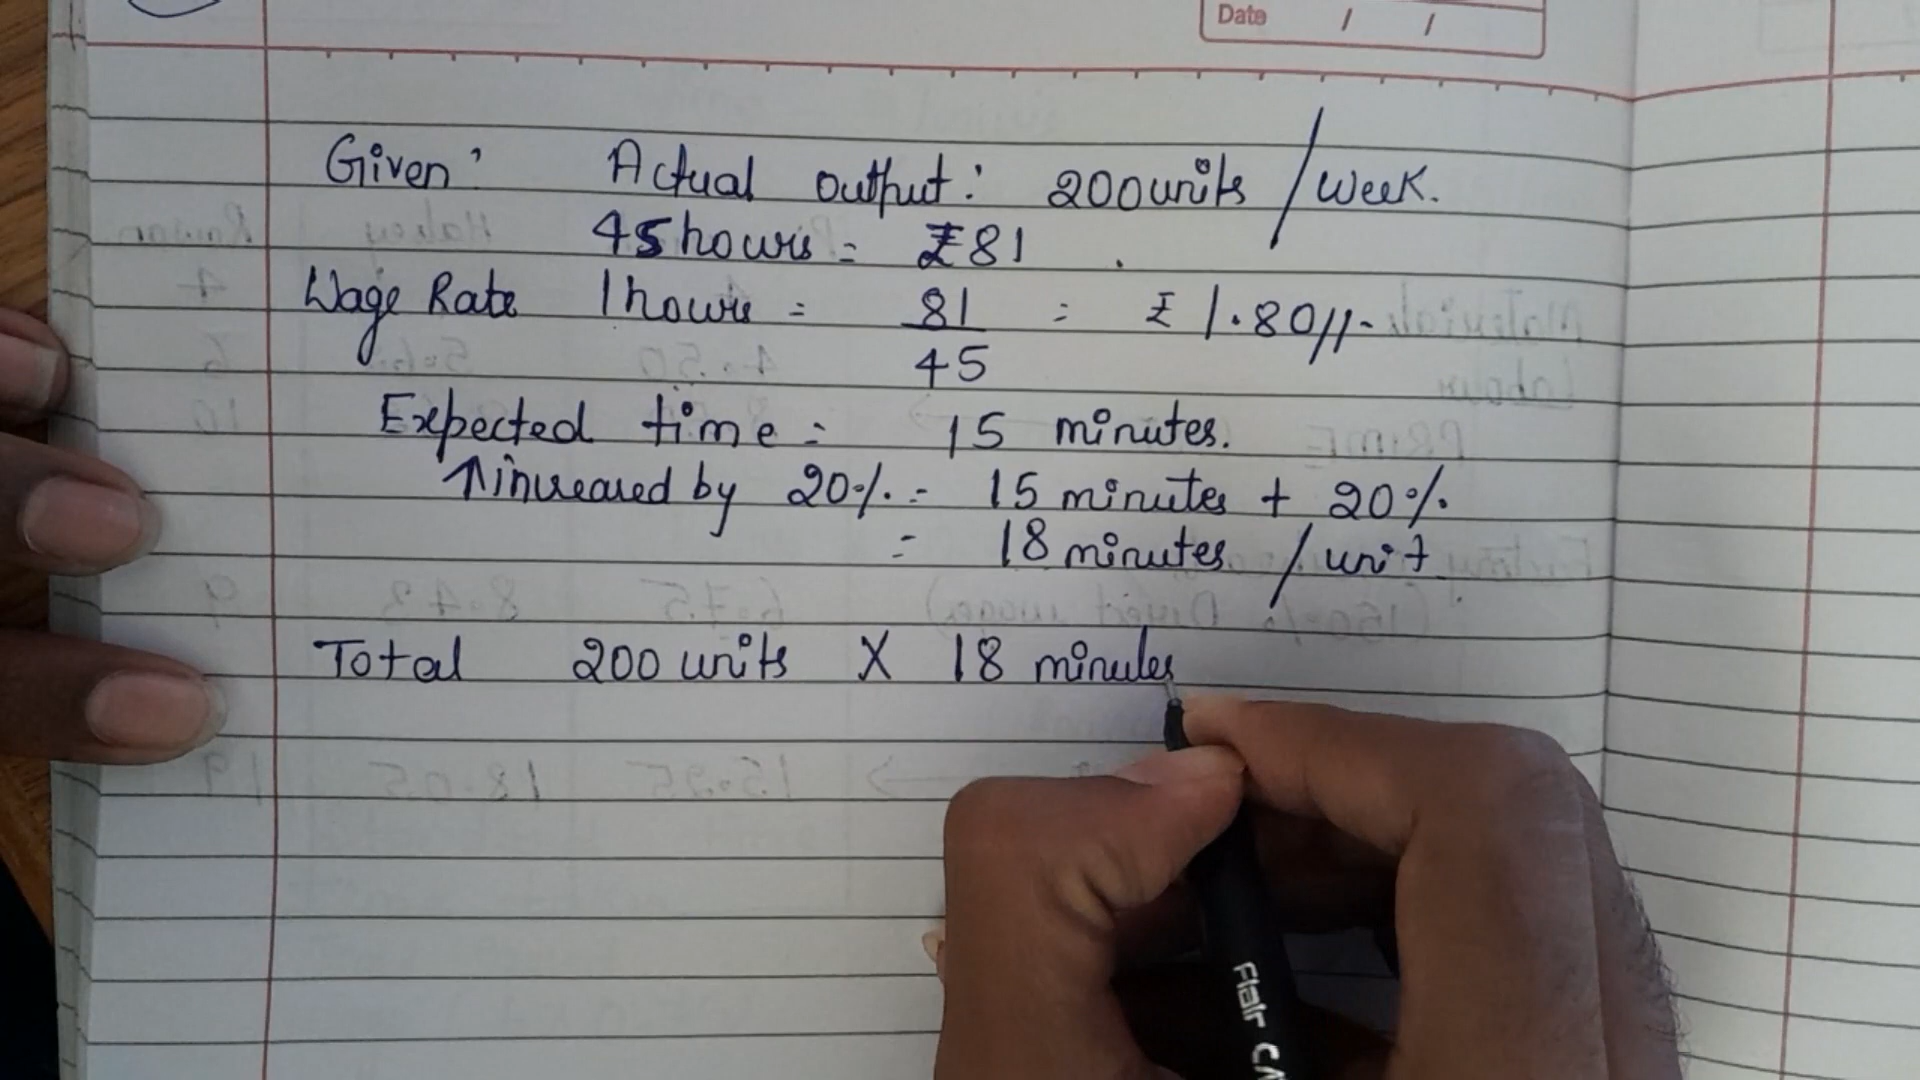 Date / /
Given: Actual output: 200 units / Week.
45 hours = ₹81 .
Wage Rate 1 hours = 81 = ₹ 1.80//-
45
Expected time = 15 minutes.
↑ increased by 20% = 15 minutes + 20%
= 18 minutes / unit
Total 200 units X 18 minutes
Flair